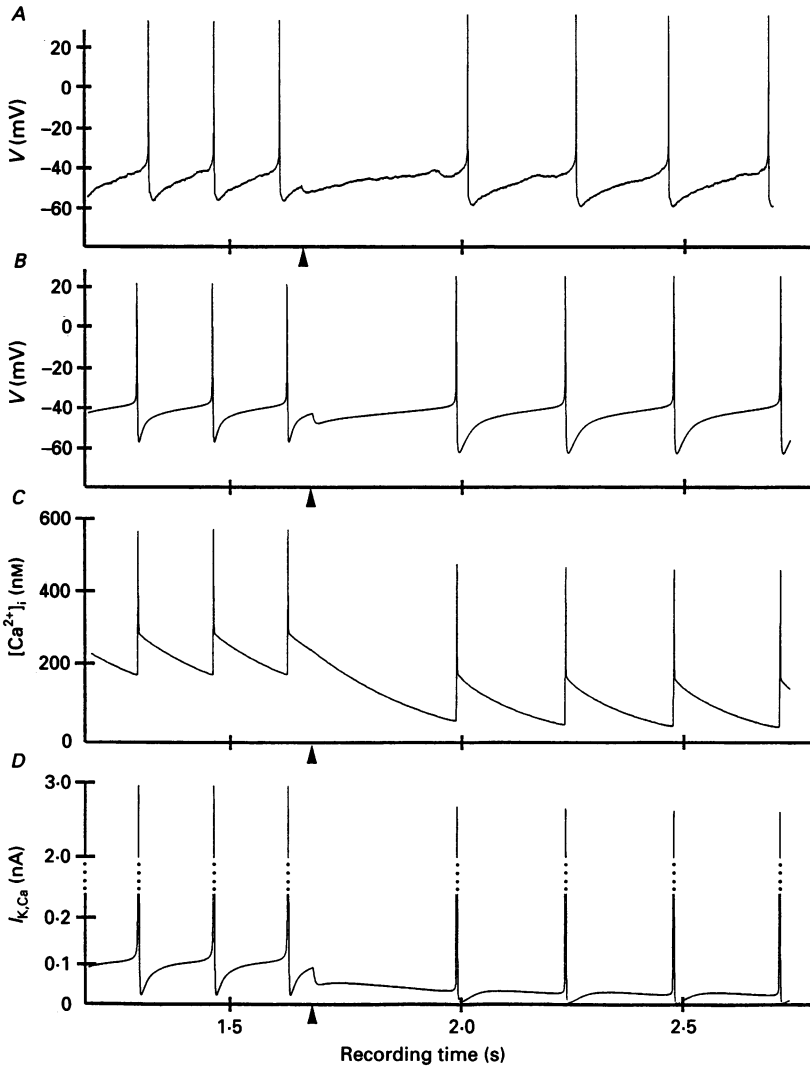 A
20
0
–20
–40
–60
V (mV)
B
20
0
–20
–40
–60
V (mV)
C
600
400
200
0
[Ca²⁺]ᵢ (nM)
D
3·0
2·0
0·2
0·1
0
I_K,Ca (nA)
1·5 2·0 2·5
Recording time (s)